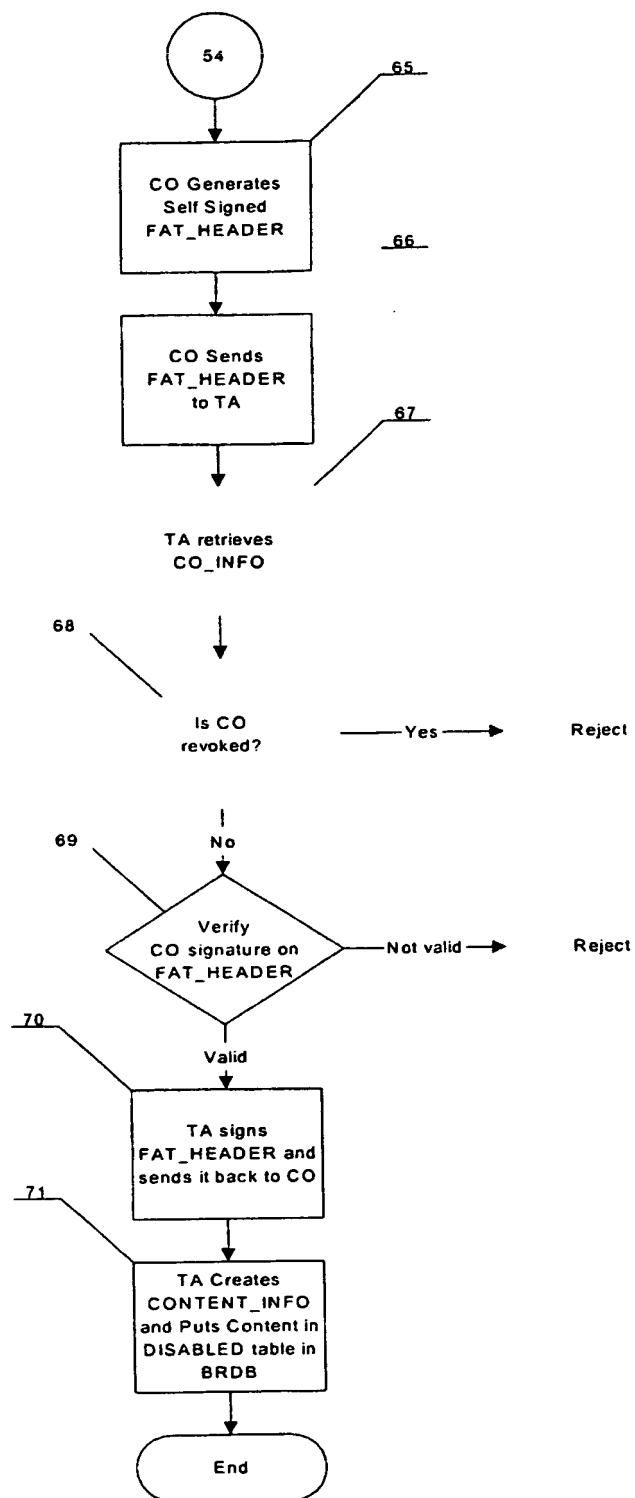 54
65
CO Generates
Self Signed
FAT_HEADER
66
CO Sends
FAT_HEADER
to TA
67
TA retrieves
CO_INFO
68
Is CO
revoked?
Yes
Reject
No
69
Verify
CO signature on
FAT_HEADER
Not valid
Reject
Valid
70
TA signs
FAT_HEADER and
sends it back to CO
71
TA Creates
CONTENT_INFO
and Puts Content in
DISABLED table in
BRDB
End